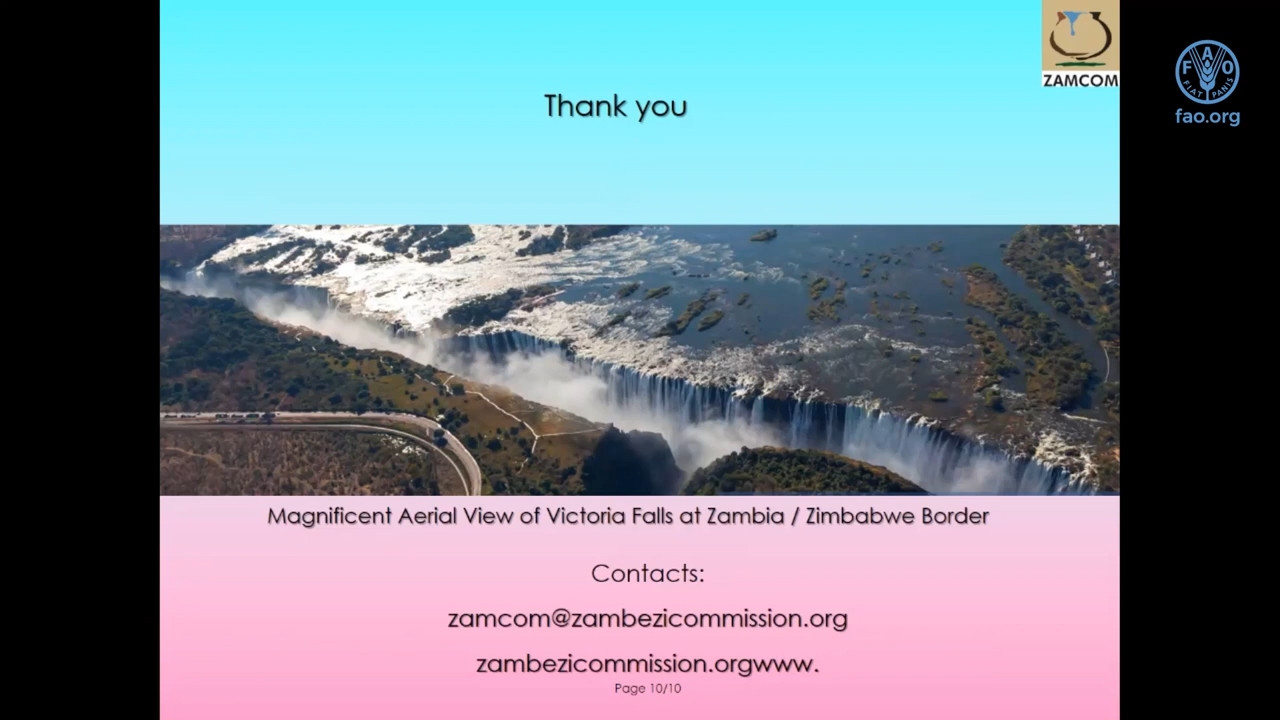 ZAMCOM
F A O
FIAT PANIS
fao.org
Thank you
Magnificent Aerial View of Victoria Falls at Zambia / Zimbabwe Border
Contacts:
zamcom@zambezicommission.org
zambezicommission.orgwww.
Page 10/10